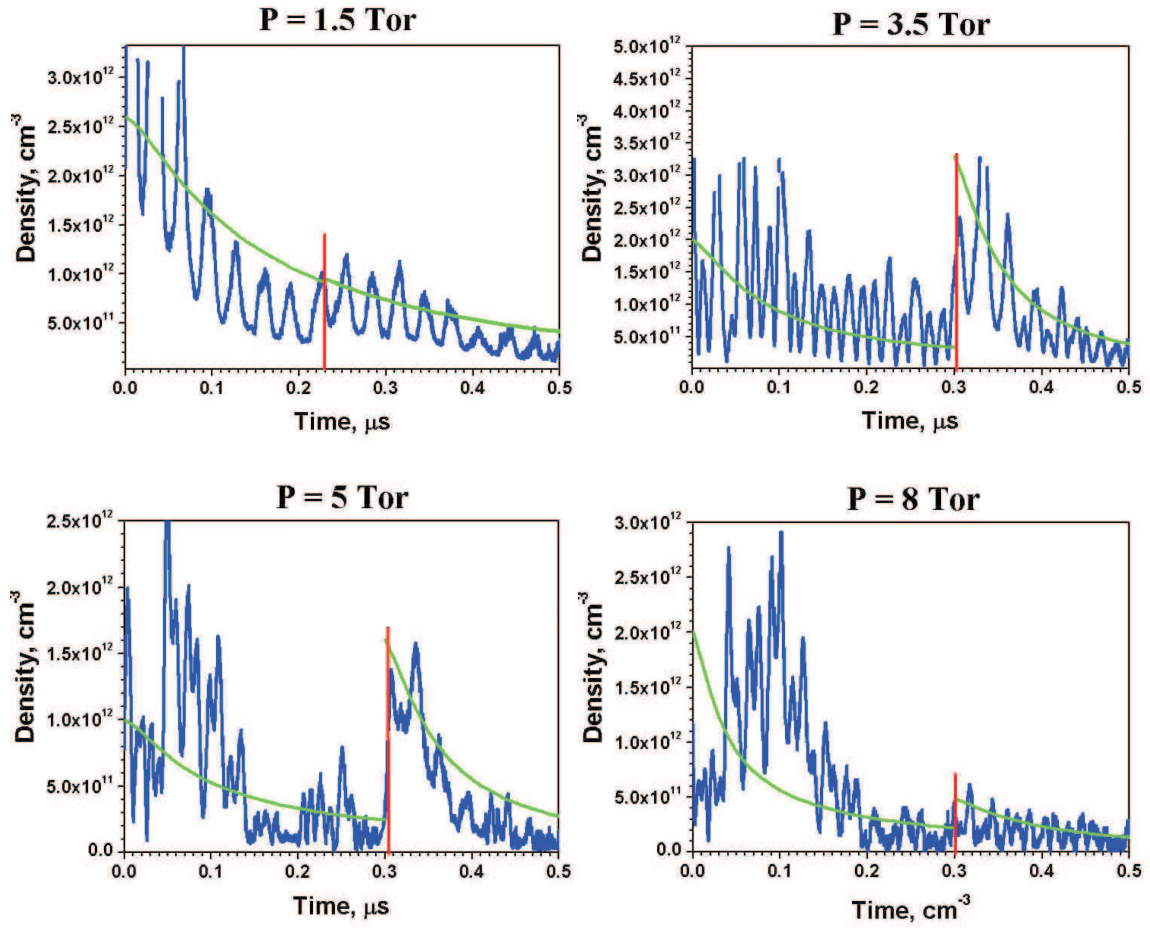 P = 1.5 Tor
3.0x10¹²
2.5x10¹²
2.0x10¹²
1.5x10¹²
1.0x10¹²
5.0x10¹¹
Density, cm⁻³
0.0 0.1 0.2 0.3 0.4 0.5
Time, μs
P = 3.5 Tor
5.0x10¹²
4.5x10¹²
4.0x10¹²
3.5x10¹²
3.0x10¹²
2.5x10¹²
2.0x10¹²
1.5x10¹²
1.0x10¹²
5.0x10¹¹
Density, cm⁻³
0.0 0.1 0.2 0.3 0.4 0.5
Time, μs
P = 5 Tor
2.5x10¹²
2.0x10¹²
1.5x10¹²
1.0x10¹²
5.0x10¹¹
0.0
Density, cm⁻³
0.0 0.1 0.2 0.3 0.4 0.5
Time, μs
P = 8 Tor
3.0x10¹²
2.5x10¹²
2.0x10¹²
1.5x10¹²
1.0x10¹²
5.0x10¹¹
0.0
Density, cm⁻³
0.0 0.1 0.2 0.3 0.4 0.5
Time, cm⁻³